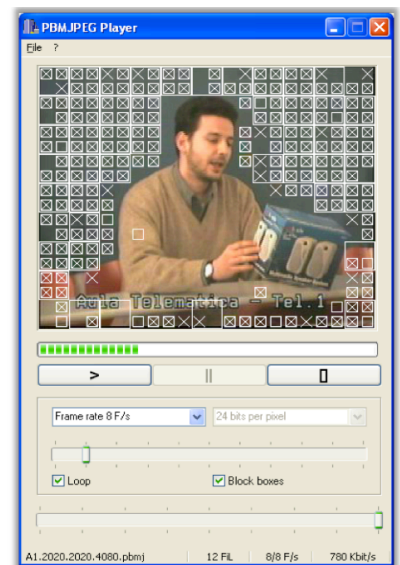 PBMJPEG Player
File ?
Aula Telematica - Tel.1
>
||
Frame rate 8 F/s
24 bits per pixel
Loop
Block boxes
A1.2020.2020.4080.pbmj
12 FiL
8/8 F/s
780 Kbit/s